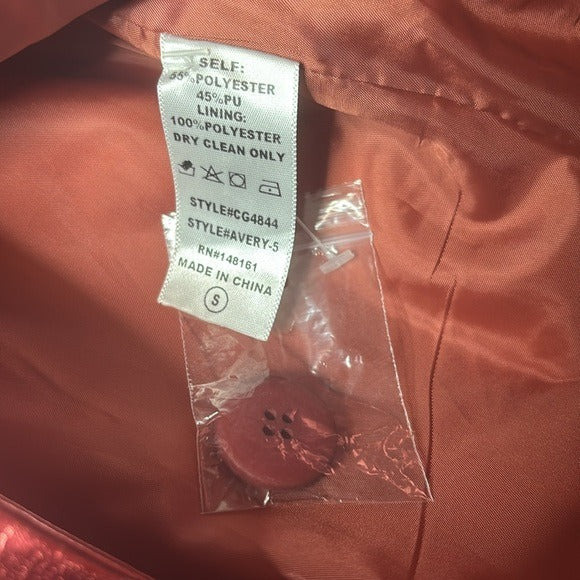 SELF:
55%POLYESTER
45%PU
LINING:
100%POLYESTER
DRY CLEAN ONLY
STYLE#CG4844
STYLE#AVERY-5
RN#148161
MADE IN CHINA
S